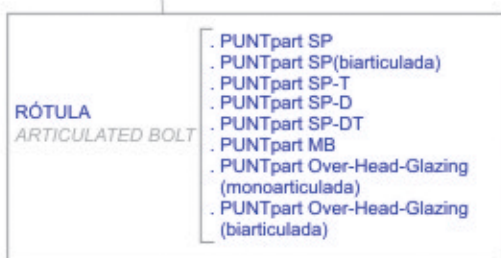 RÓTULA
ARTICULATED BOLT
. PUNTpart SP
. PUNTpart SP(biarticulada)
. PUNTpart SP-T
. PUNTpart SP-D
. PUNTpart SP-DT
. PUNTpart MB
. PUNTpart Over-Head-Glazing
(monoarticulada)
. PUNTpart Over-Head-Glazing
(biarticulada)